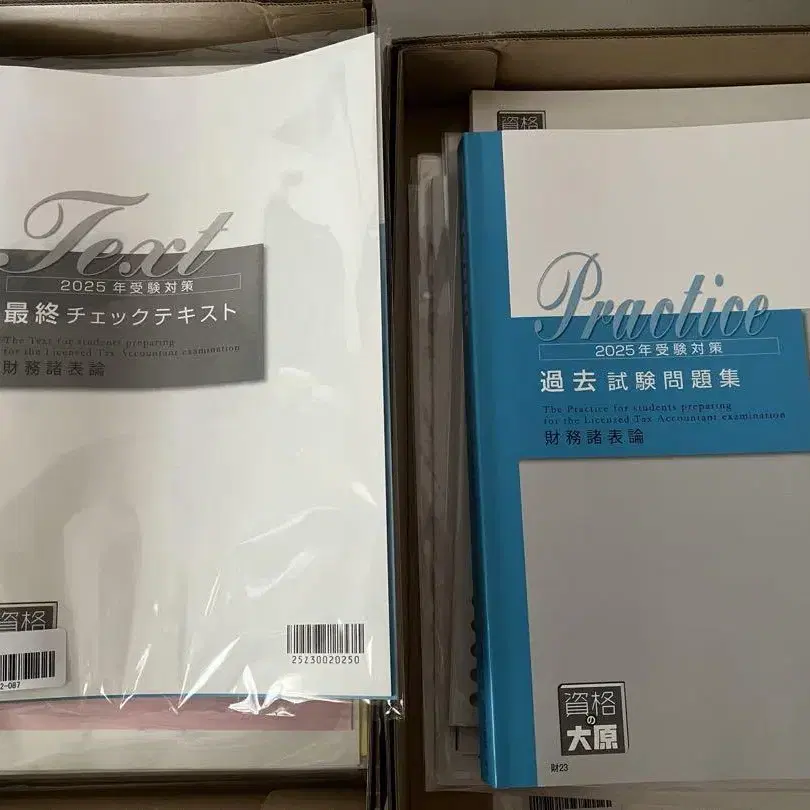 Text
2025年受験対策
最終チェックテキスト
The Text for students preparing
for the Licensed Tax Accountant examination
財務諸表論
資格
25230020250
2-087
資格
Practice
2025年受験対策
過去試験問題集
The Practice for students preparing
for the Licensed Tax Accountant examination
財務諸表論
資格
の
大原
財23